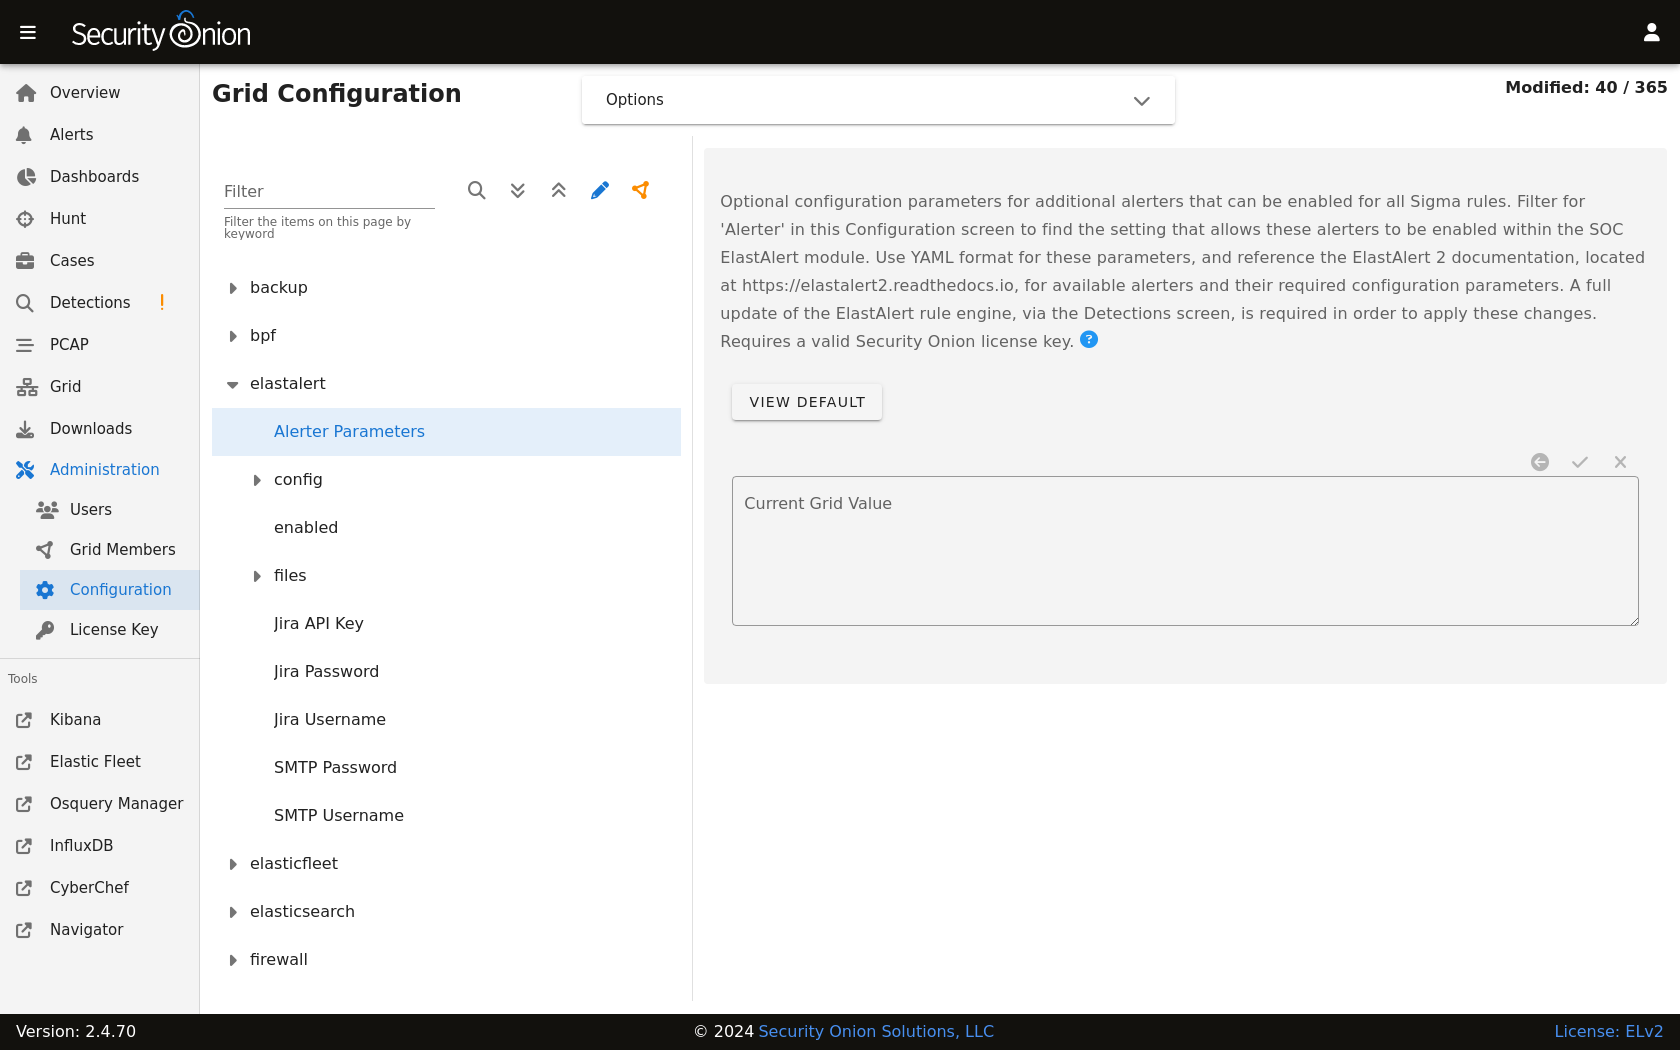 Security Onion
Overview
Alerts
Dashboards
Hunt
Cases
Detections !
PCAP
Grid
Downloads
Administration
Users
Grid Members
Configuration
License Key
Tools
Kibana
Elastic Fleet
Osquery Manager
InfluxDB
CyberChef
Navigator
Grid Configuration
Options
Modified: 40 / 365
Filter
Filter the items on this page by
keyword
backup
bpf
elastalert
Alerter Parameters
config
enabled
files
Jira API Key
Jira Password
Jira Username
SMTP Password
SMTP Username
elasticfleet
elasticsearch
firewall
Optional configuration parameters for additional alerters that can be enabled for all Sigma rules. Filter for
'Alerter' in this Configuration screen to find the setting that allows these alerters to be enabled within the SOC
ElastAlert module. Use YAML format for these parameters, and reference the ElastAlert 2 documentation, located
at https://elastalert2.readthedocs.io, for available alerters and their required configuration parameters. A full
update of the ElastAlert rule engine, via the Detections screen, is required in order to apply these changes.
Requires a valid Security Onion license key. ?
VIEW DEFAULT
Current Grid Value
Version: 2.4.70
© 2024 Security Onion Solutions, LLC
License: ELv2